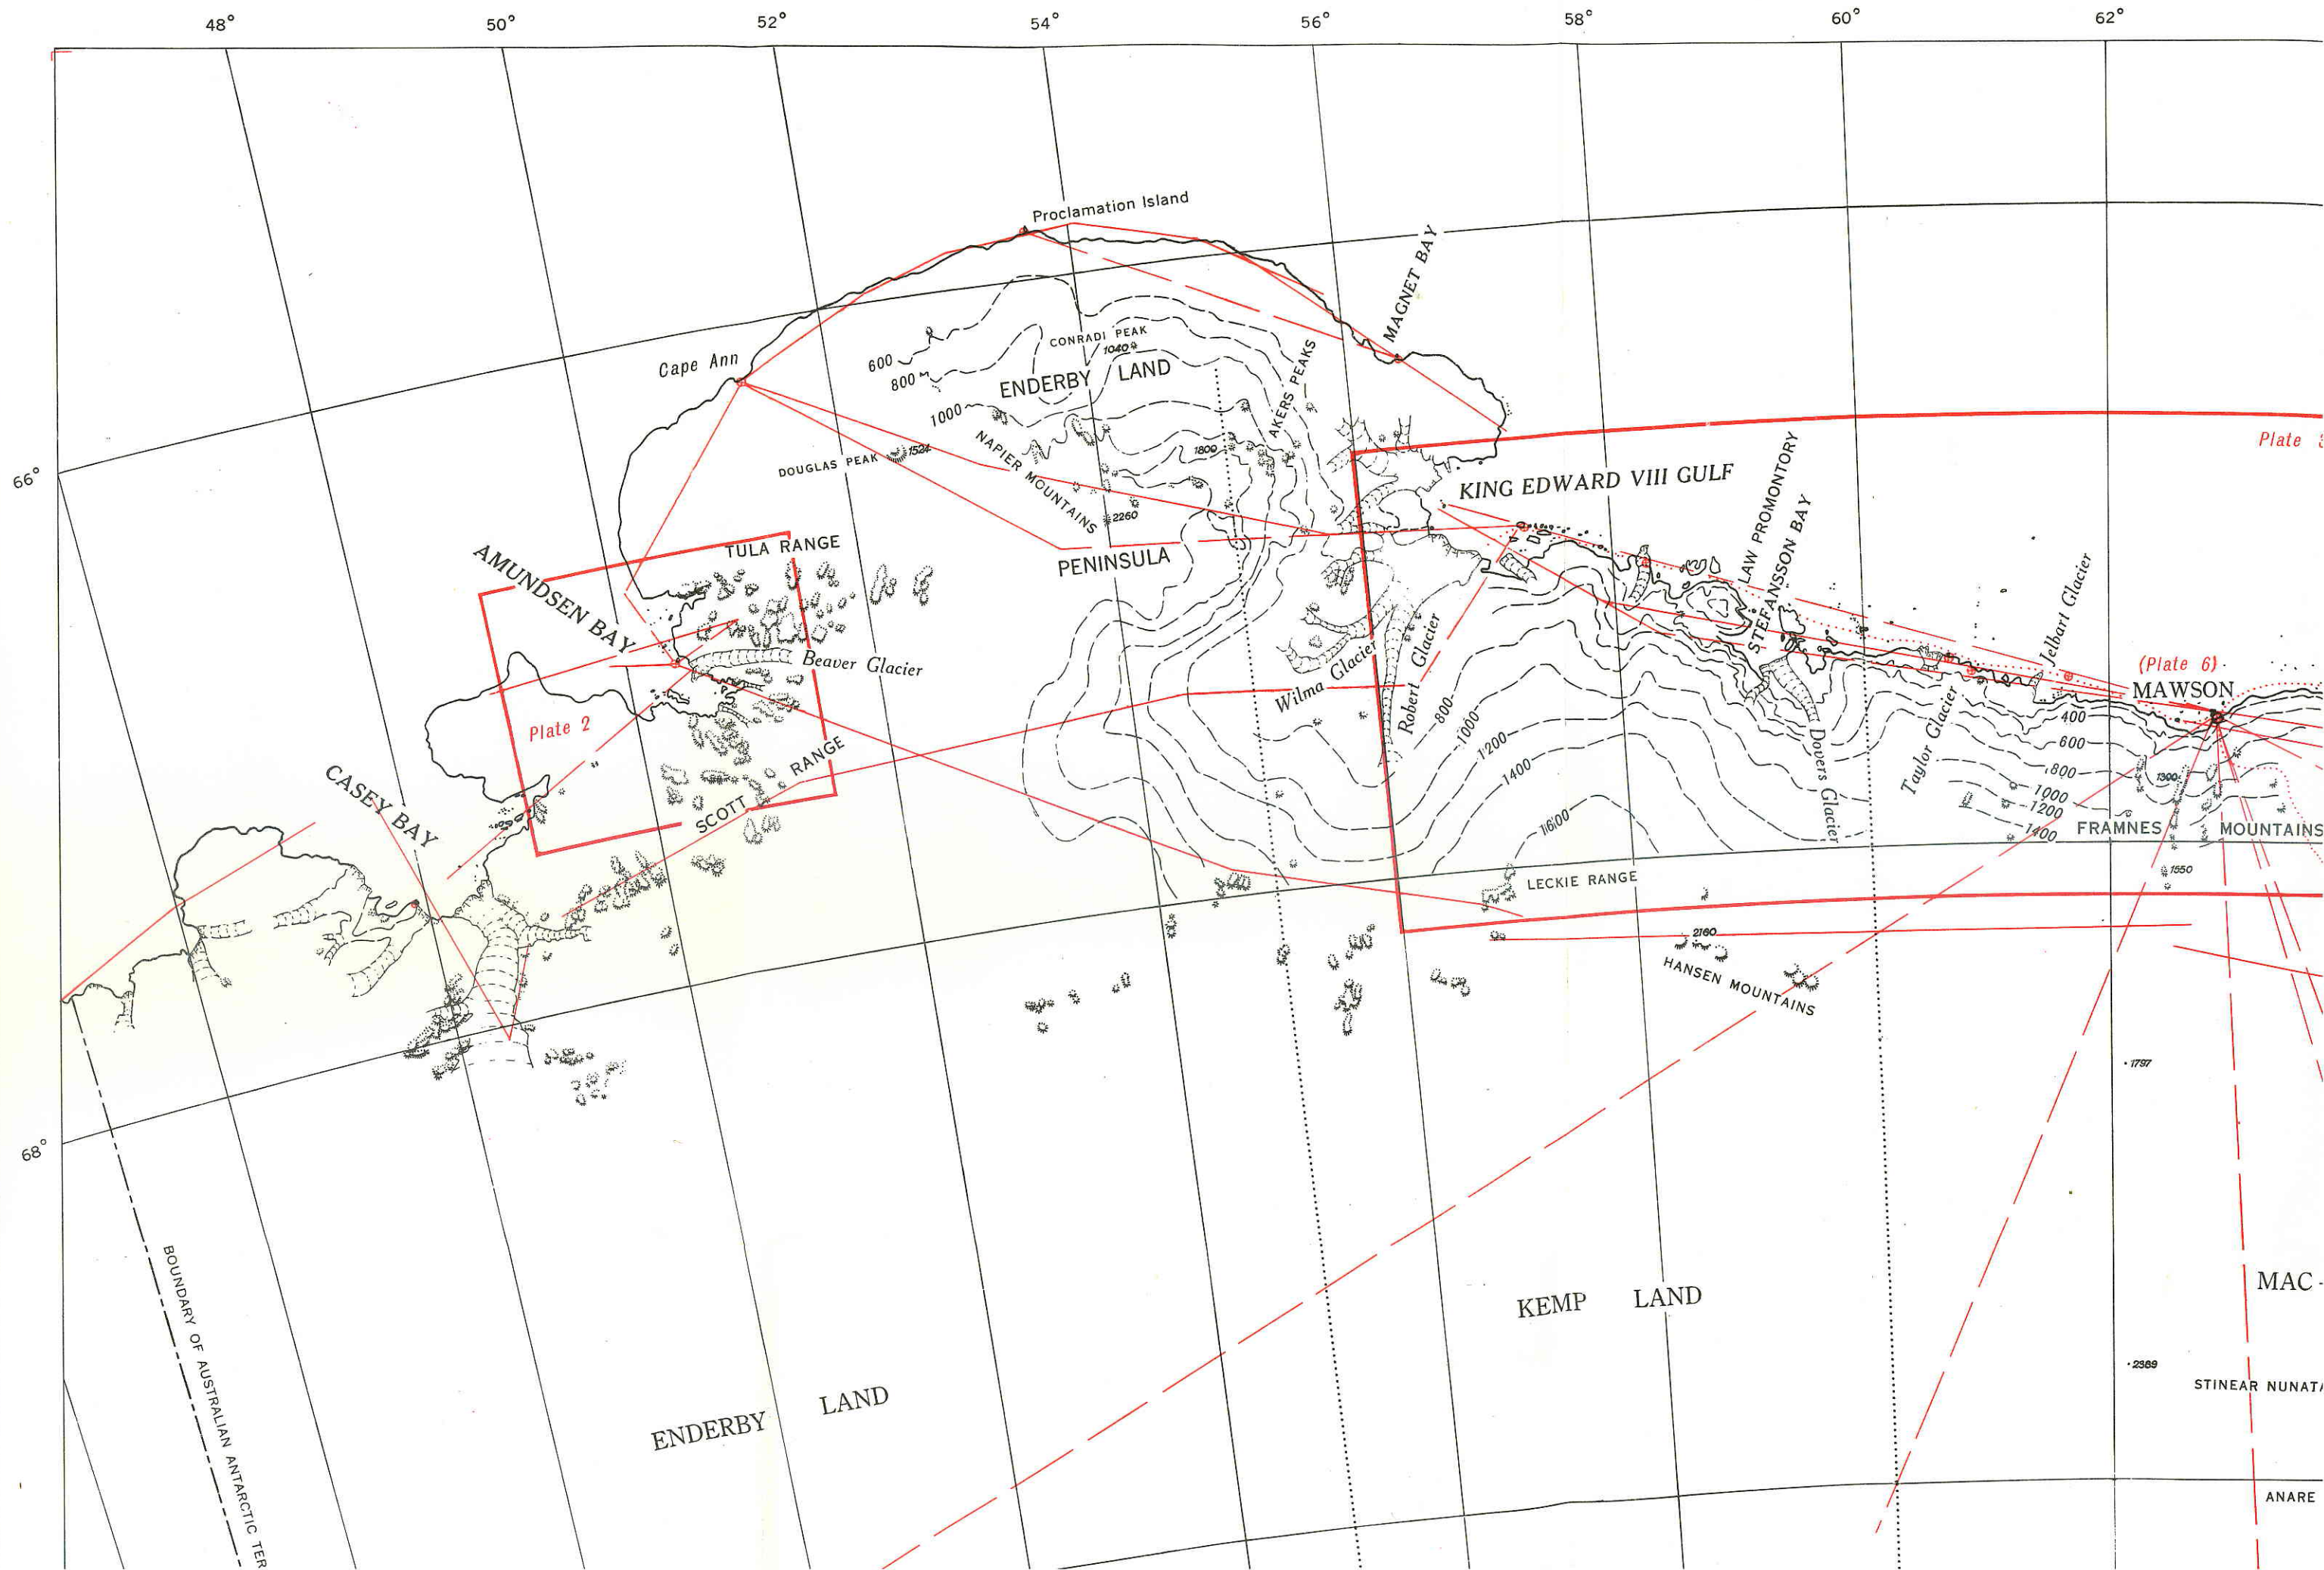 48° 50° 52° 54° 56° 58° 60° 62°
Proclamation Island
MAGNET BAY
Cape Ann
CONRADI PEAK
1040
600
800 m
ENDERBY LAND
1000
AKERS PEAKS
Plate
DOUGLAS PEAK 1524
NAPIER MOUNTAINS
1800
66°
KING EDWARD VIII GULF
LAW PROMONTORY
STEFANSSON BAY
2260
TULA RANGE
PENINSULA
AMUNDSEN BAY
Jelbart Glacier
Beaver Glacier
(Plate 6)
MAWSON
Wilma Glacier
Robert Glacier
Plate 2
800
1000
1200
1400
1600
Dovers Glacier
Taylor Glacier
400
600
800
1000
1200
1400
1300
CASEY BAY
SCOTT RANGE
FRAMNES MOUNTAINS
1550
LECKIE RANGE
2160
HANSEN MOUNTAINS
1797
68°
BOUNDARY OF AUSTRALIAN ANTARCTIC TER
KEMP LAND
MAC-
2389
STINEAR NUNATA
ENDERBY LAND
ANARE